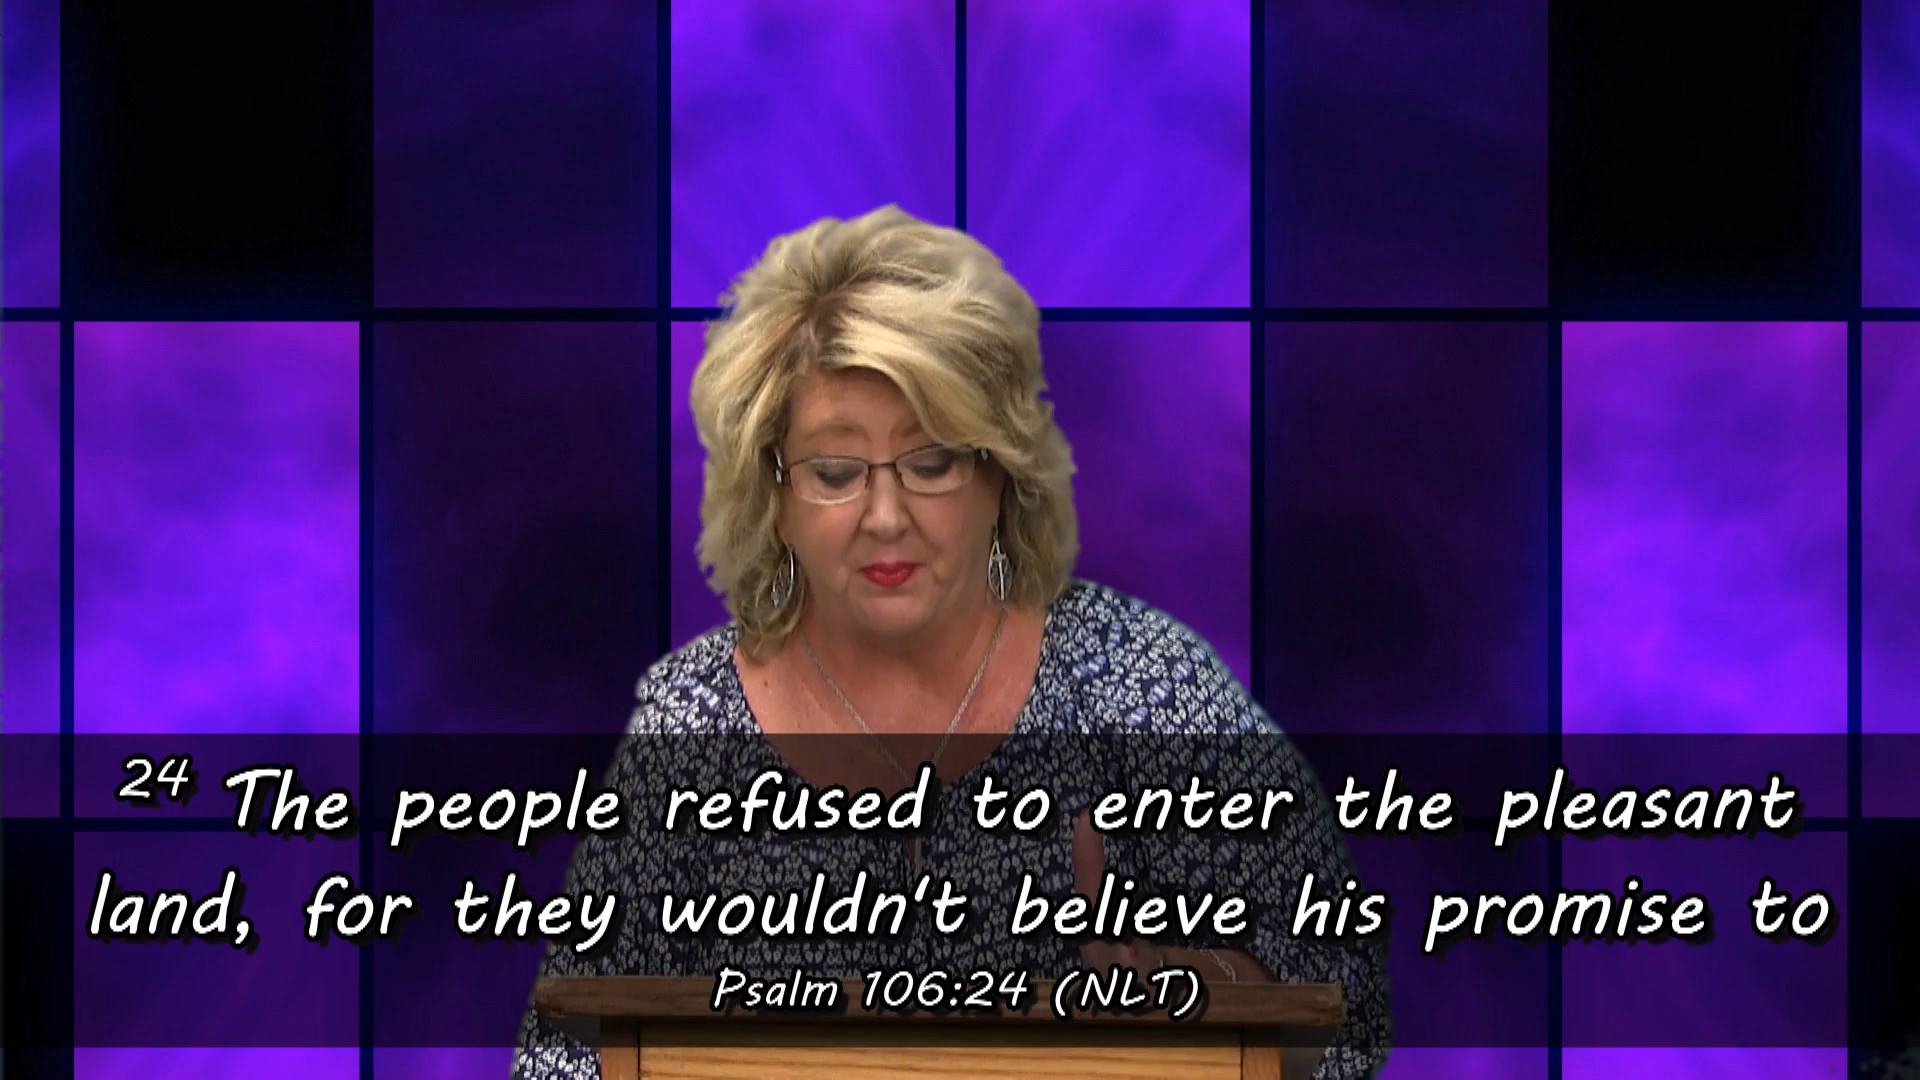 24 The people refused to enter the pleasant
land, for they wouldn't believe his promise to
Psalm 106:24 (NLT)